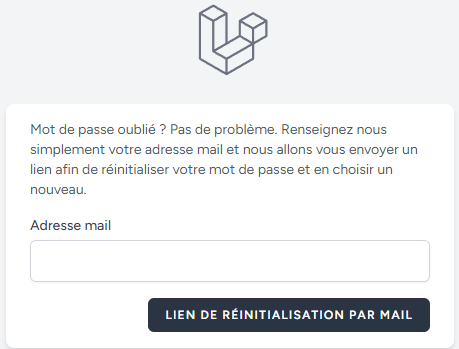 Mot de passe oublié ? Pas de problème. Renseignez nous
simplement votre adresse mail et nous allons vous envoyer un
lien afin de réinitialiser votre mot de passe et en choisir un
nouveau.
Adresse mail
LIEN DE RÉINITIALISATION PAR MAIL